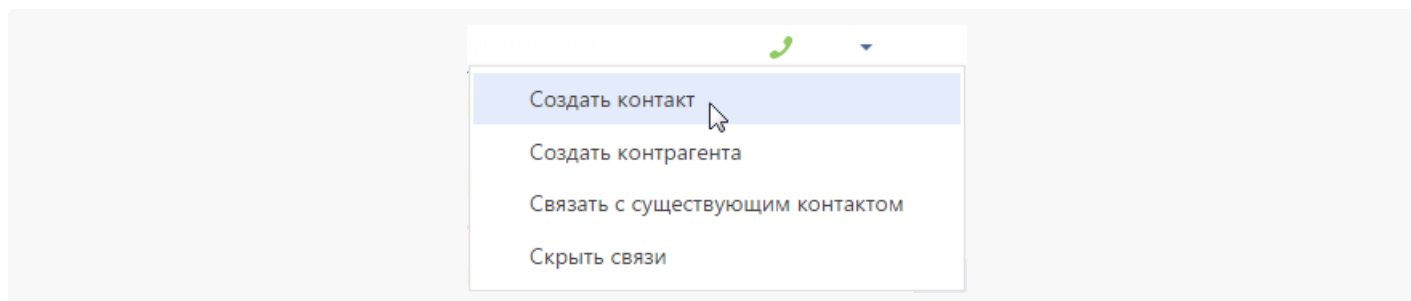 Создать контакт
Создать контрагента
Связать с существующим контактом
Скрыть связи